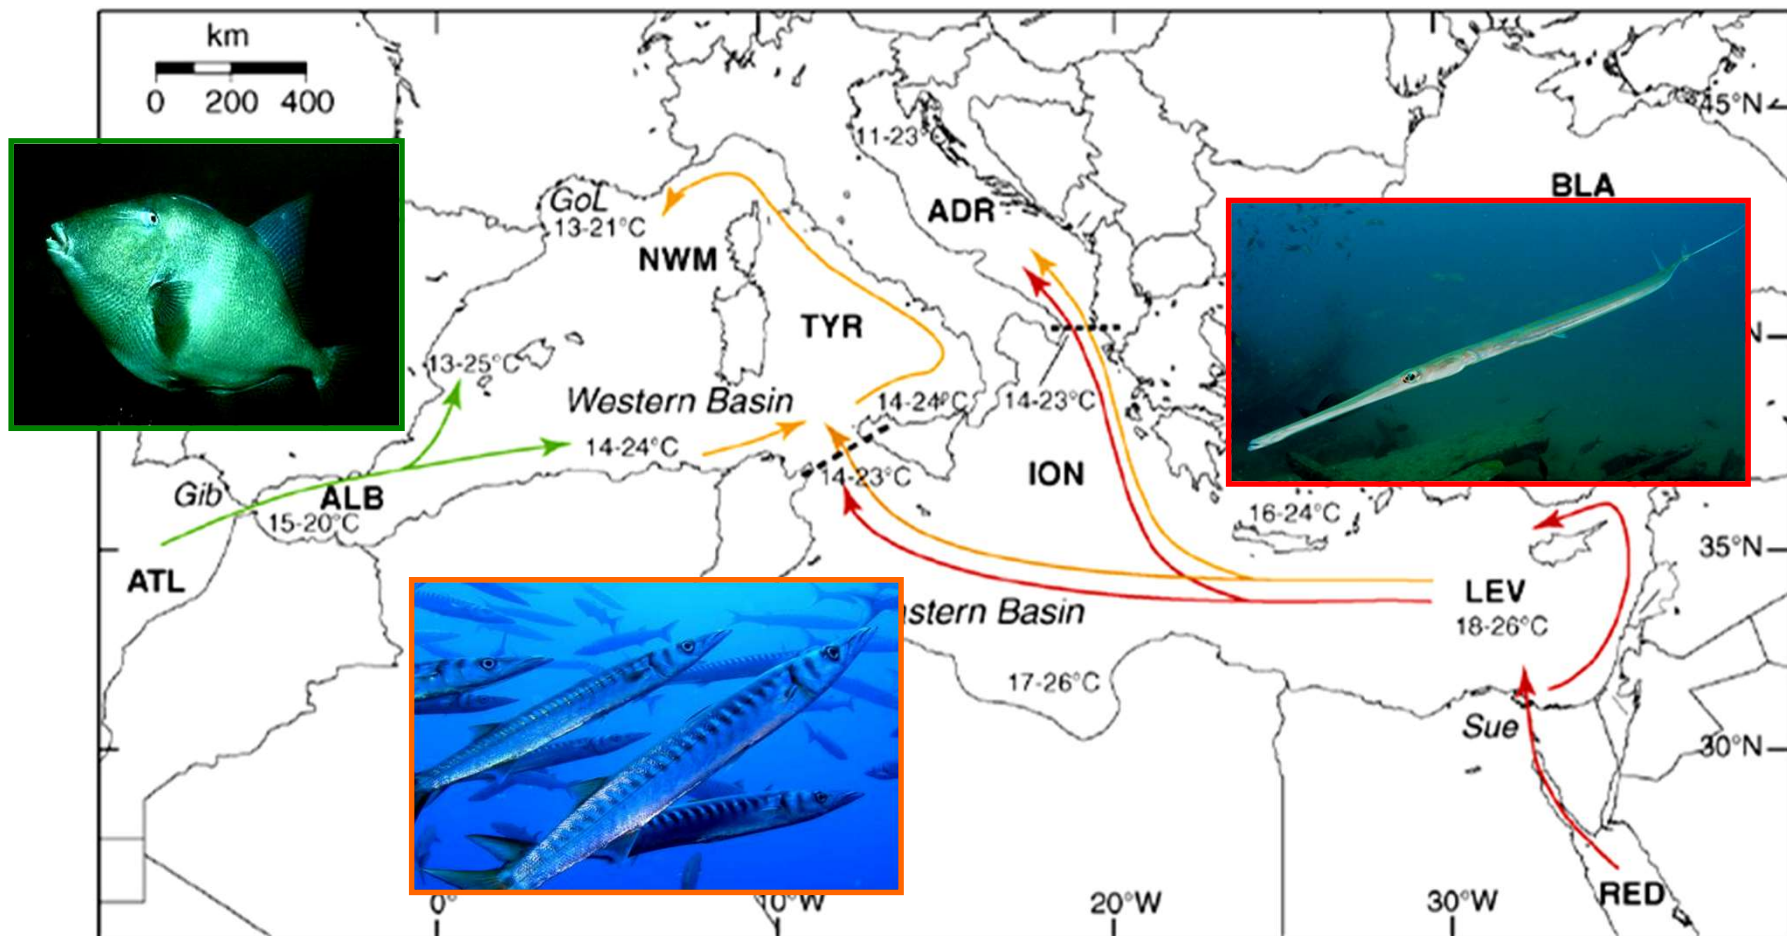 km
0 200 400
45°N
11-23°C
BLA
GoL
13-21°C
ADR
NWM
TYR
N
13-25°C
Western Basin
14-24°C
14-23°C
14-24°C
14-23°C
ION
Gib
ALB
15-20°C
16-24°C
35°N
ATL
LEV
astern Basin
18-26°C
17-26°C
Sue
30°N
RED
0°
10°W
20°W
30°W